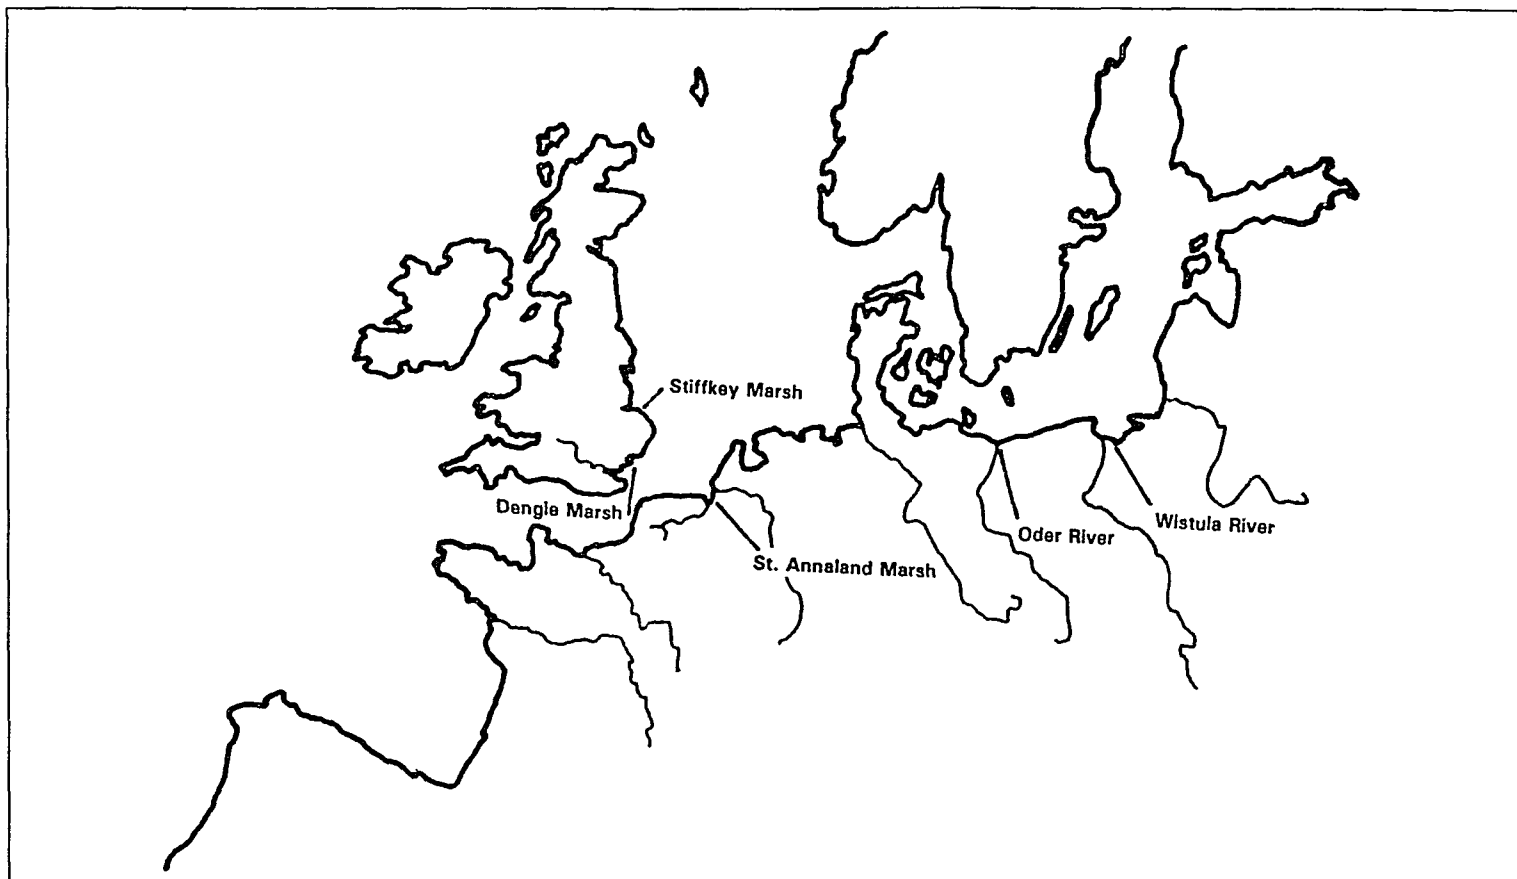 Stiffkey Marsh
Dengie Marsh
Wistula River
Oder River
St. Annaland Marsh